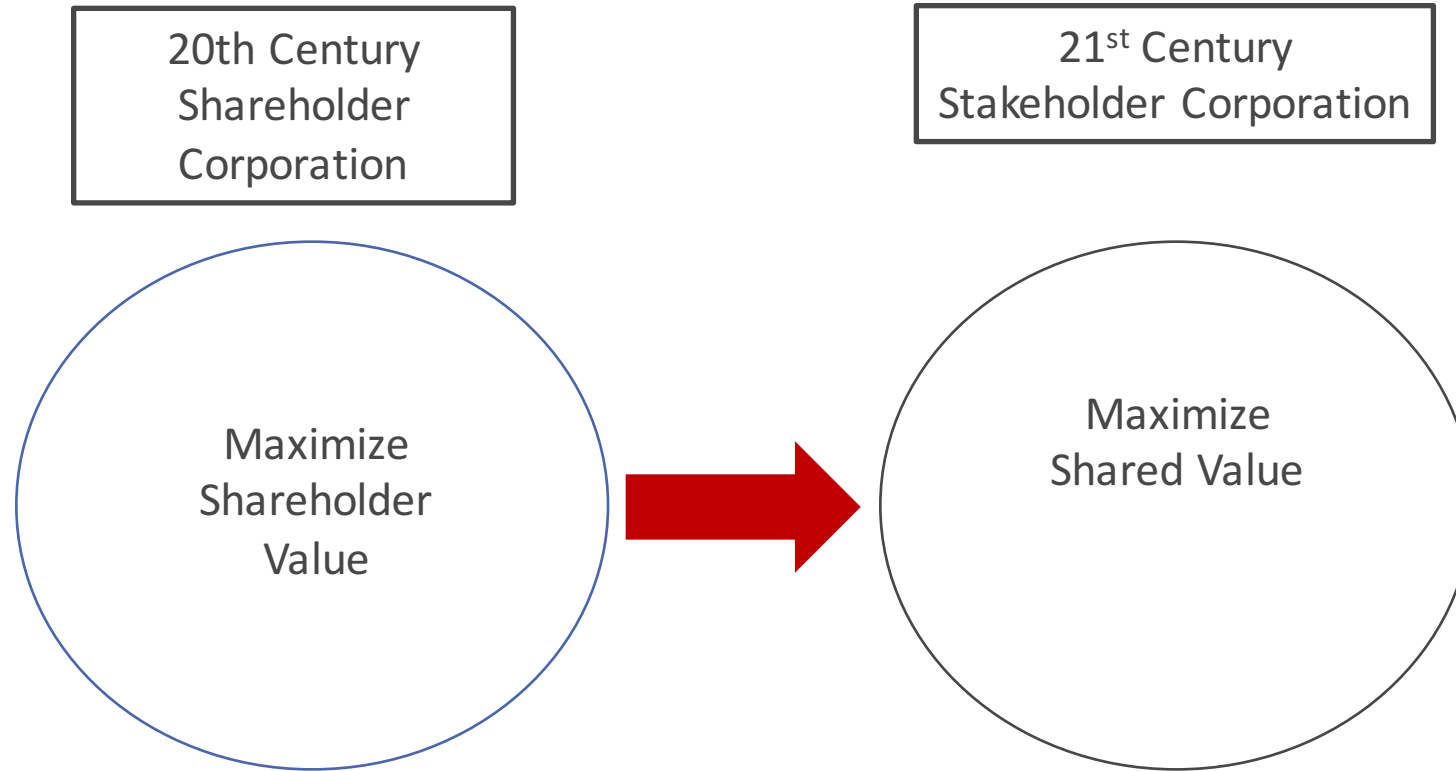 20th Century
Shareholder
Corporation
21st Century
Stakeholder Corporation
Maximize
Shareholder
Value
Maximize
Shared Value